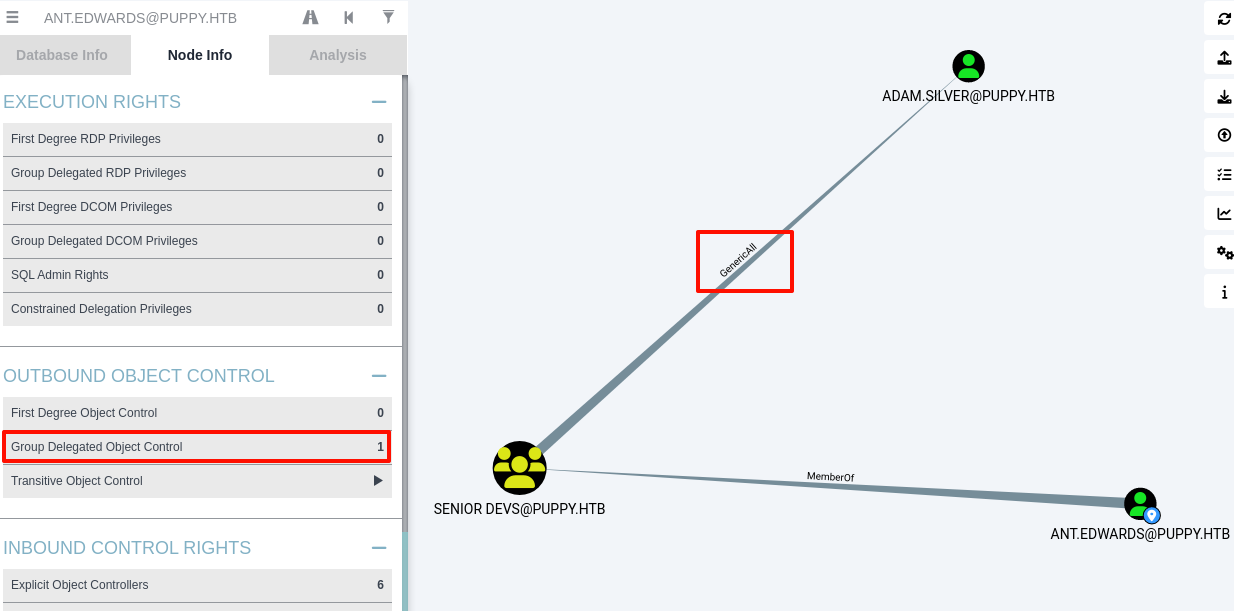 ANT.EDWARDS@PUPPY.HTB
Database Info
Node Info
Analysis
EXECUTION RIGHTS
First Degree RDP Privileges 0
Group Delegated RDP Privileges 0
First Degree DCOM Privileges 0
Group Delegated DCOM Privileges 0
SQL Admin Rights 0
Constrained Delegation Privileges 0
OUTBOUND OBJECT CONTROL
First Degree Object Control 0
Group Delegated Object Control 1
Transitive Object Control
INBOUND CONTROL RIGHTS
Explicit Object Controllers 6
ADAM.SILVER@PUPPY.HTB
GenericAll
SENIOR DEVS@PUPPY.HTB
MemberOf
ANT.EDWARDS@PUPPY.HTB